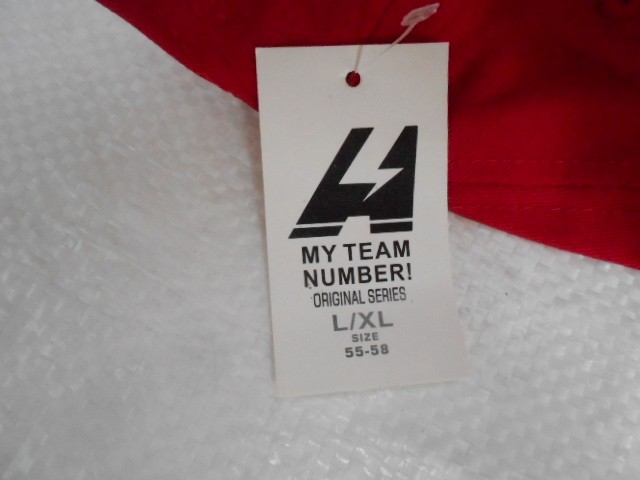 MY TEAM
NUMBER!
ORIGINAL SERIES
L/XL
SIZE
55-58